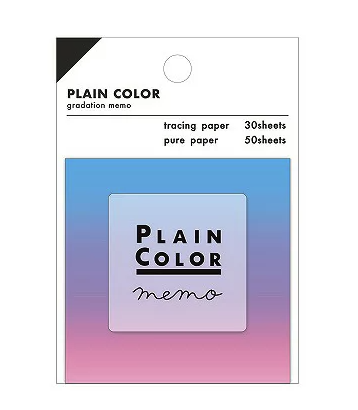 PLAIN COLOR
gradation memo
tracing paper 30sheets
pure paper 50sheets
PLAIN
COLOR
memo